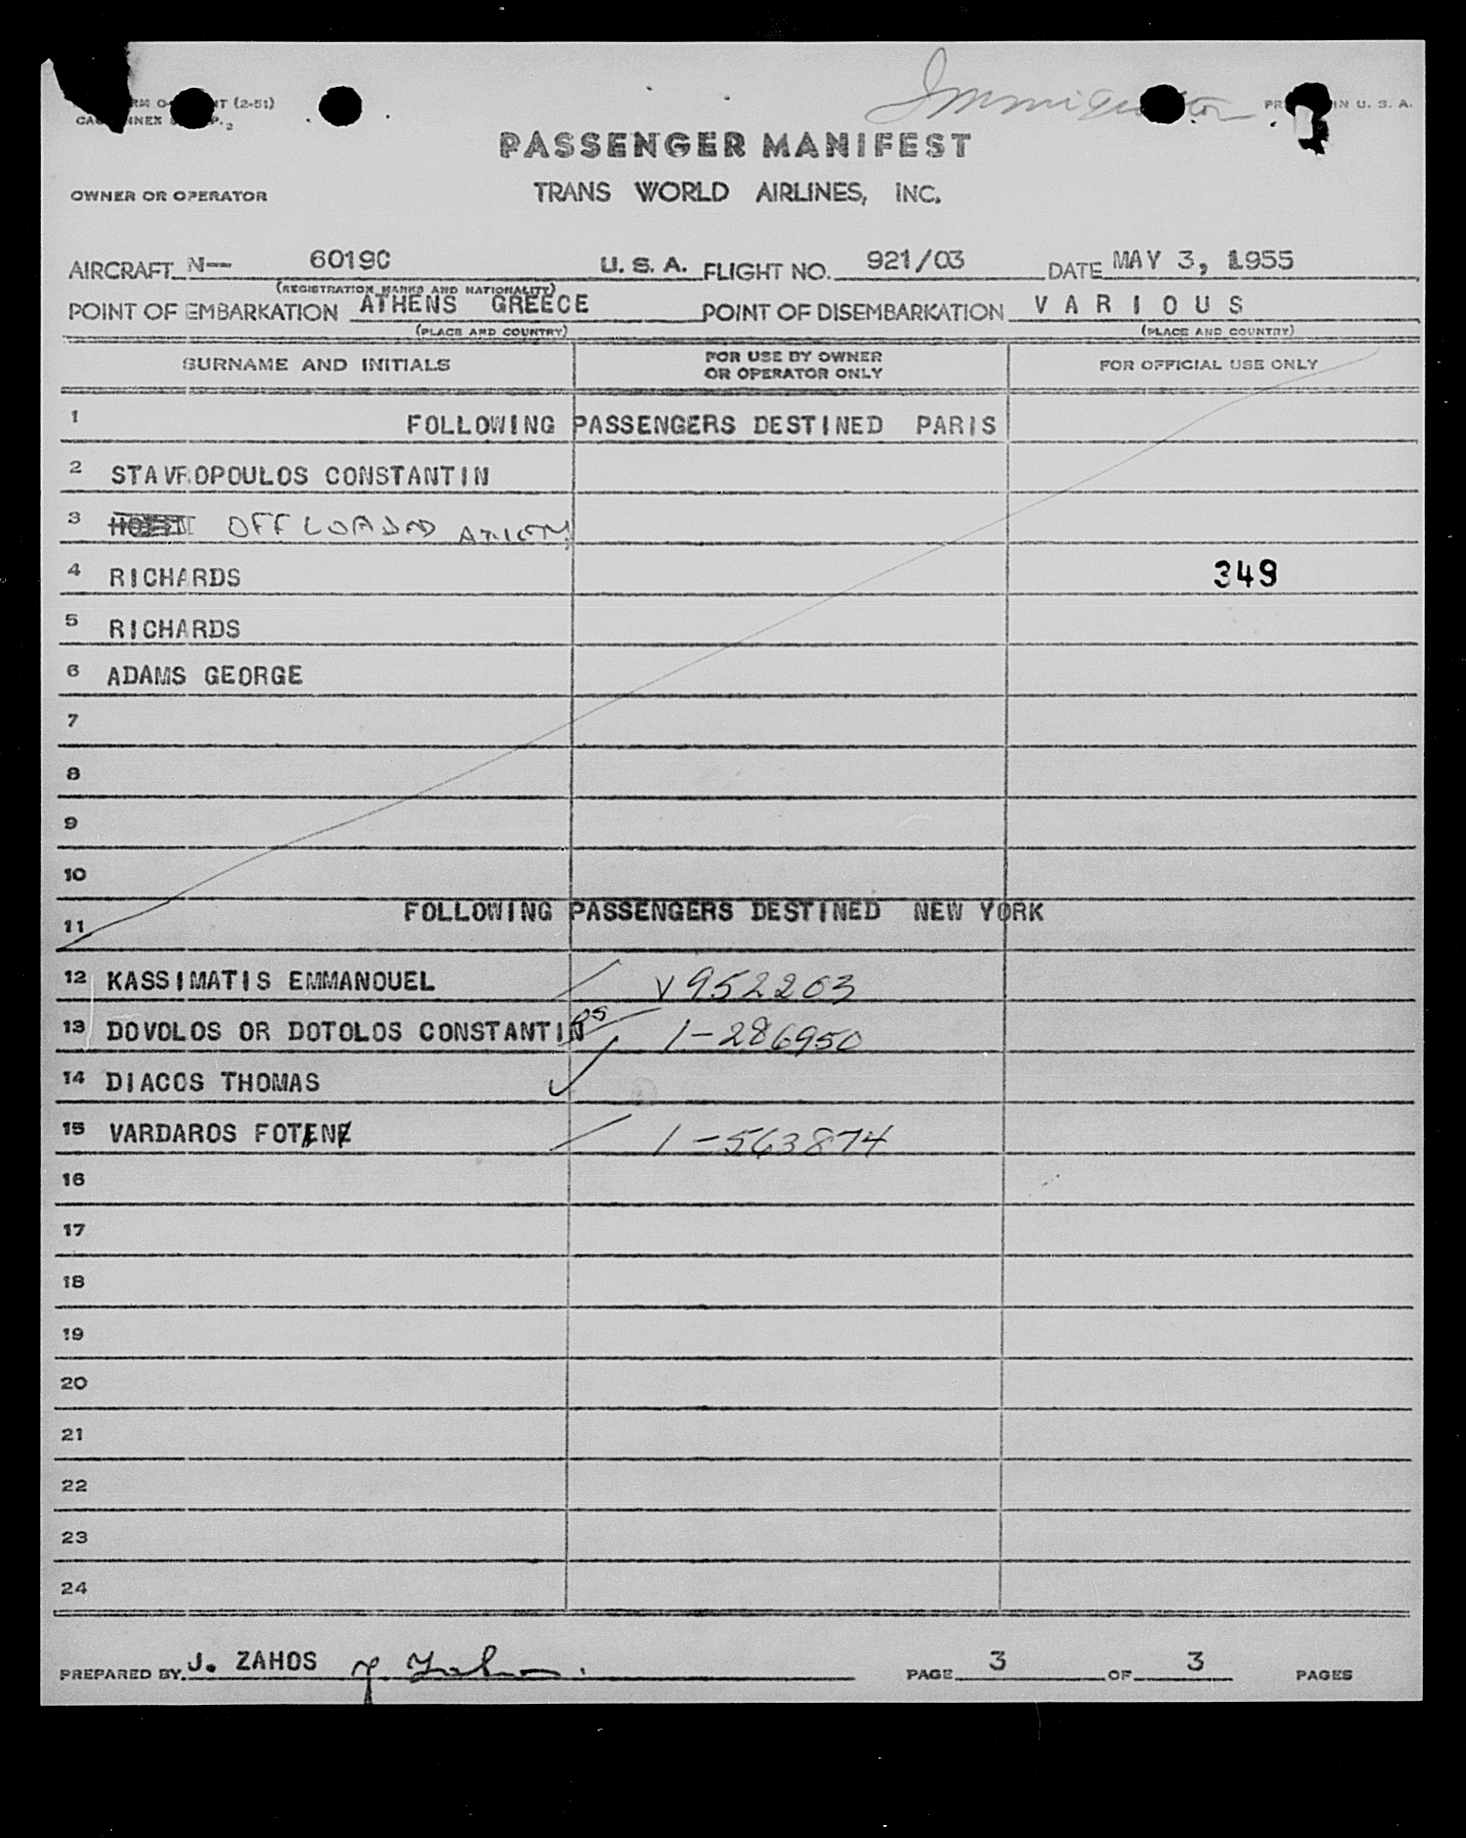 Immigration
PASSENGER MANIFEST
OWNER OR OPERATOR TRANS WORLD AIRLINES, INC.
AIRCRAFT N-- 6019C U. S. A. FLIGHT NO. 921/03 DATE MAY 3, 1955
(REGISTRATION MARKS AND NATIONALITY)
POINT OF EMBARKATION ATHENS GREECE POINT OF DISEMBARKATION V A R I O U S
(PLACE AND COUNTRY) (PLACE AND COUNTRY)
SURNAME AND INITIALS FOR USE BY OWNER OR OPERATOR ONLY FOR OFFICIAL USE ONLY
1 FOLLOWING PASSENGERS DESTINED PARIS
2 STAVROPOULOS CONSTANTIN
3 OFFLOADED
4 RICHARDS 349
5 RICHARDS
6 ADAMS GEORGE
7
8
9
10
11 FOLLOWING PASSENGERS DESTINED NEW YORK
12 KASSIMATIS EMMANOUEL V952203
13 DOVOLOS OR DOTOLOS CONSTANTIN os 1-286950
14 DIACOS THOMAS
15 VARDAROS FOTENE 1-563874
16
17
18
19
20
21
22
23
24
PREPARED BY J. ZAHOS J. Zahos. PAGE 3 OF 3 PAGES